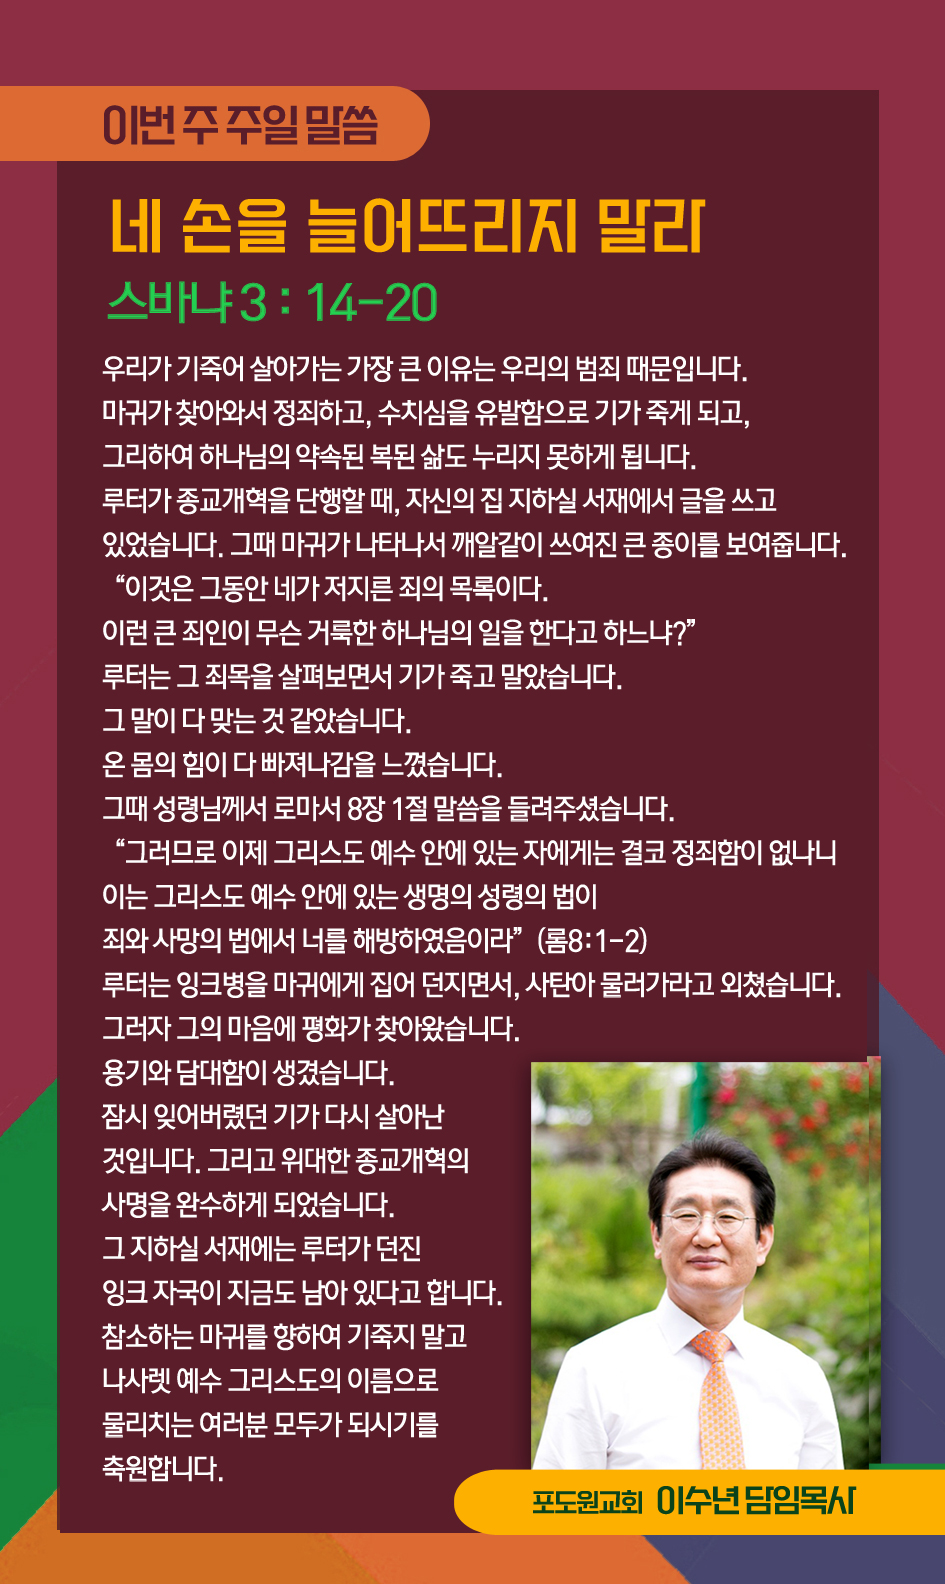 이번 주 주일 말씀
네 손을 늘어뜨리지 말라
스바냐 3 : 14-20
우리가 기죽어 살아가는 가장 큰 이유는 우리의 범죄 때문입니다.
마귀가 찾아와서 정죄하고, 수치심을 유발함으로 기가 죽게 되고,
그리하여 하나님의 약속된 복된 삶도 누리지 못하게 됩니다.
루터가 종교개혁을 단행할 때, 자신의 집 지하실 서재에서 글을 쓰고
있었습니다. 그때 마귀가 나타나서 깨알같이 쓰여진 큰 종이를 보여줍니다.
“이것은 그동안 네가 저지른 죄의 목록이다.
이런 큰 죄인이 무슨 거룩한 하나님의 일을 한다고 하느냐?”
루터는 그 죄목을 살펴보면서 기가 죽고 말았습니다.
그 말이 다 맞는 것 같았습니다.
온 몸의 힘이 다 빠져나감을 느꼈습니다.
그때 성령님께서 로마서 8장 1절 말씀을 들려주셨습니다.
“그러므로 이제 그리스도 예수 안에 있는 자에게는 결코 정죄함이 없나니
이는 그리스도 예수 안에 있는 생명의 성령의 법이
죄와 사망의 법에서 너를 해방하였음이라” (롬8:1-2)
루터는 잉크병을 마귀에게 집어 던지면서, 사탄아 물러가라고 외쳤습니다.
그러자 그의 마음에 평화가 찾아왔습니다.
용기와 담대함이 생겼습니다.
잠시 잊어버렸던 기가 다시 살아난
것입니다. 그리고 위대한 종교개혁의
사명을 완수하게 되었습니다.
그 지하실 서재에는 루터가 던진
잉크 자국이 지금도 남아 있다고 합니다.
참소하는 마귀를 향하여 기죽지 말고
나사렛 예수 그리스도의 이름으로
물리치는 여러분 모두가 되시기를
축원합니다.
포도원교회 이수년 담임목사